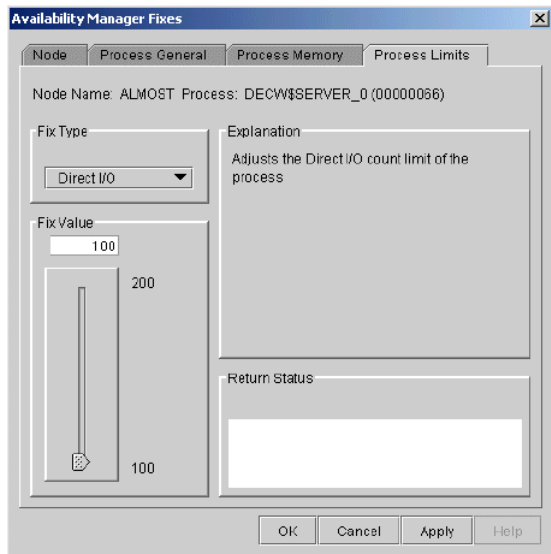 Availability Manager Fixes
Node
Process General
Process Memory
Process Limits
Node Name: ALMOST Process: DECW$SERVER_0 (00000066)
Fix Type
Direct I/O
Explanation
Adjusts the Direct I/O count limit of the
process
Fix Value
100
200
100
Return Status
OK
Cancel
Apply
Help